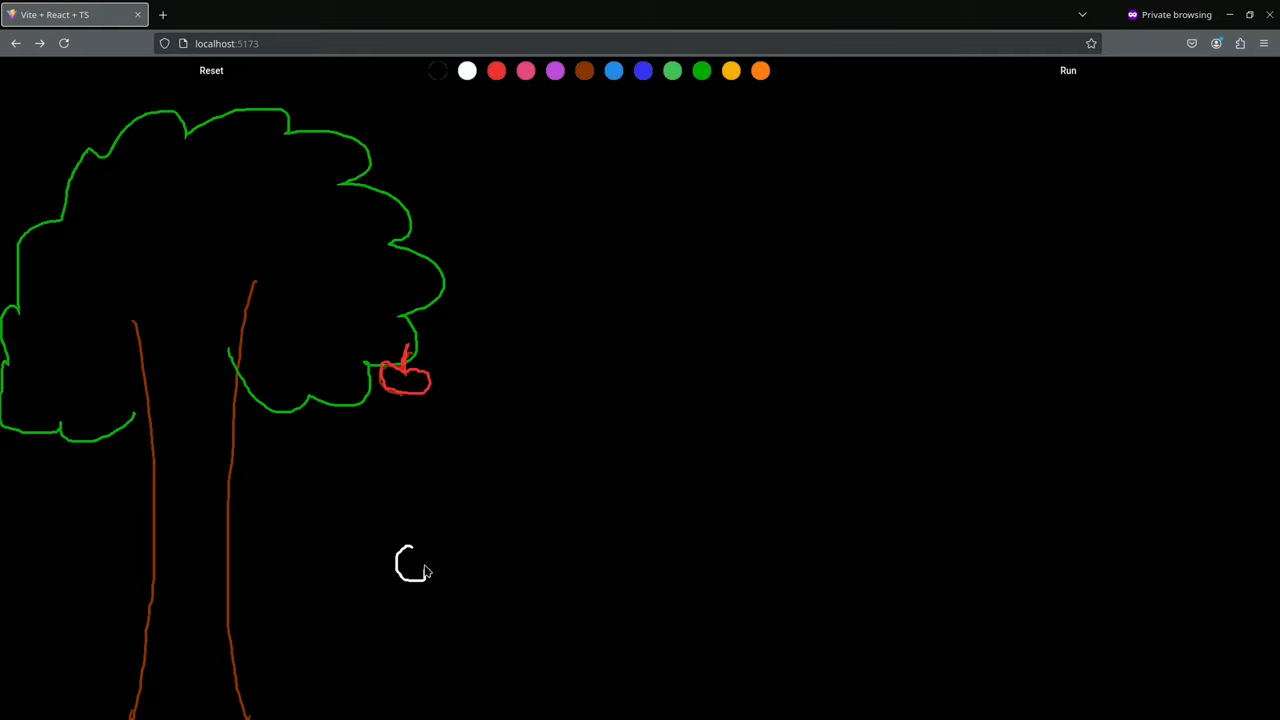 Vite + React + TS
Private browsing
localhost:5173
Reset
Run